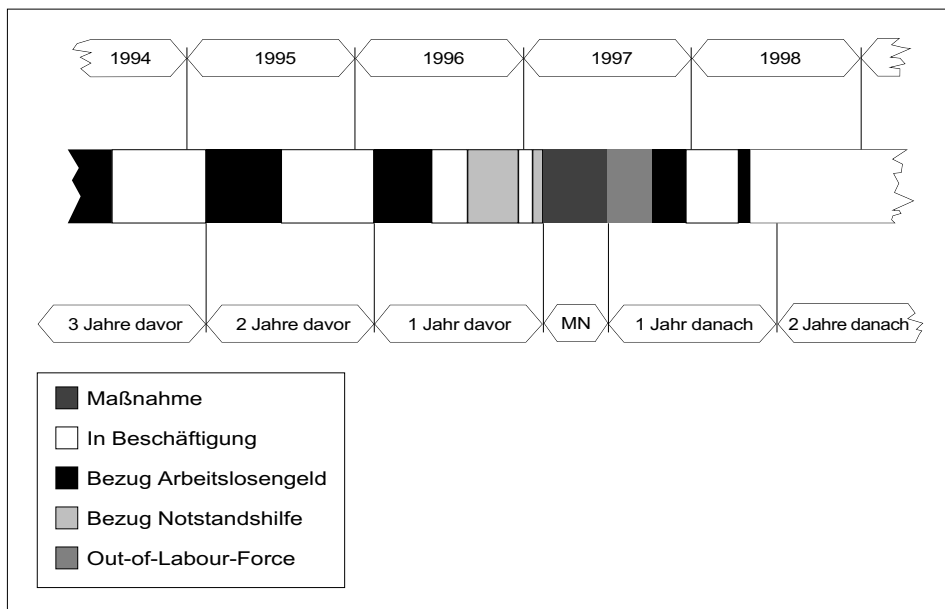 1994 1995 1996 1997 1998
3 Jahre davor 2 Jahre davor 1 Jahr davor MN 1 Jahr danach 2 Jahre danach
Maßnahme
In Beschäftigung
Bezug Arbeitslosengeld
Bezug Notstandshilfe
Out-of-Labour-Force